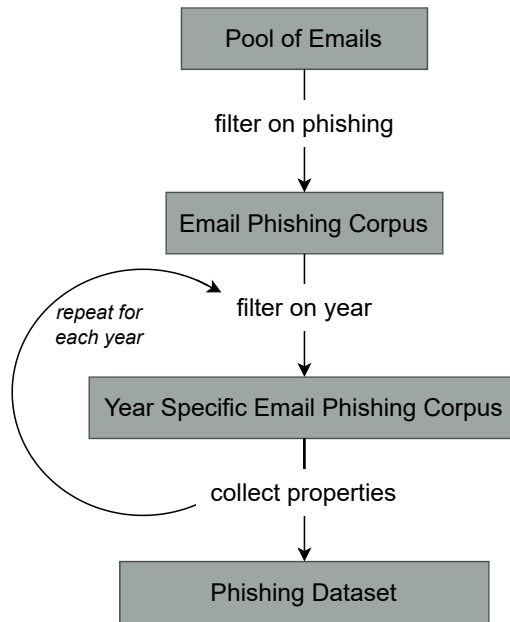 Pool of Emails
filter on phishing
Email Phishing Corpus
repeat for
each year
filter on year
Year Specific Email Phishing Corpus
collect properties
Phishing Dataset